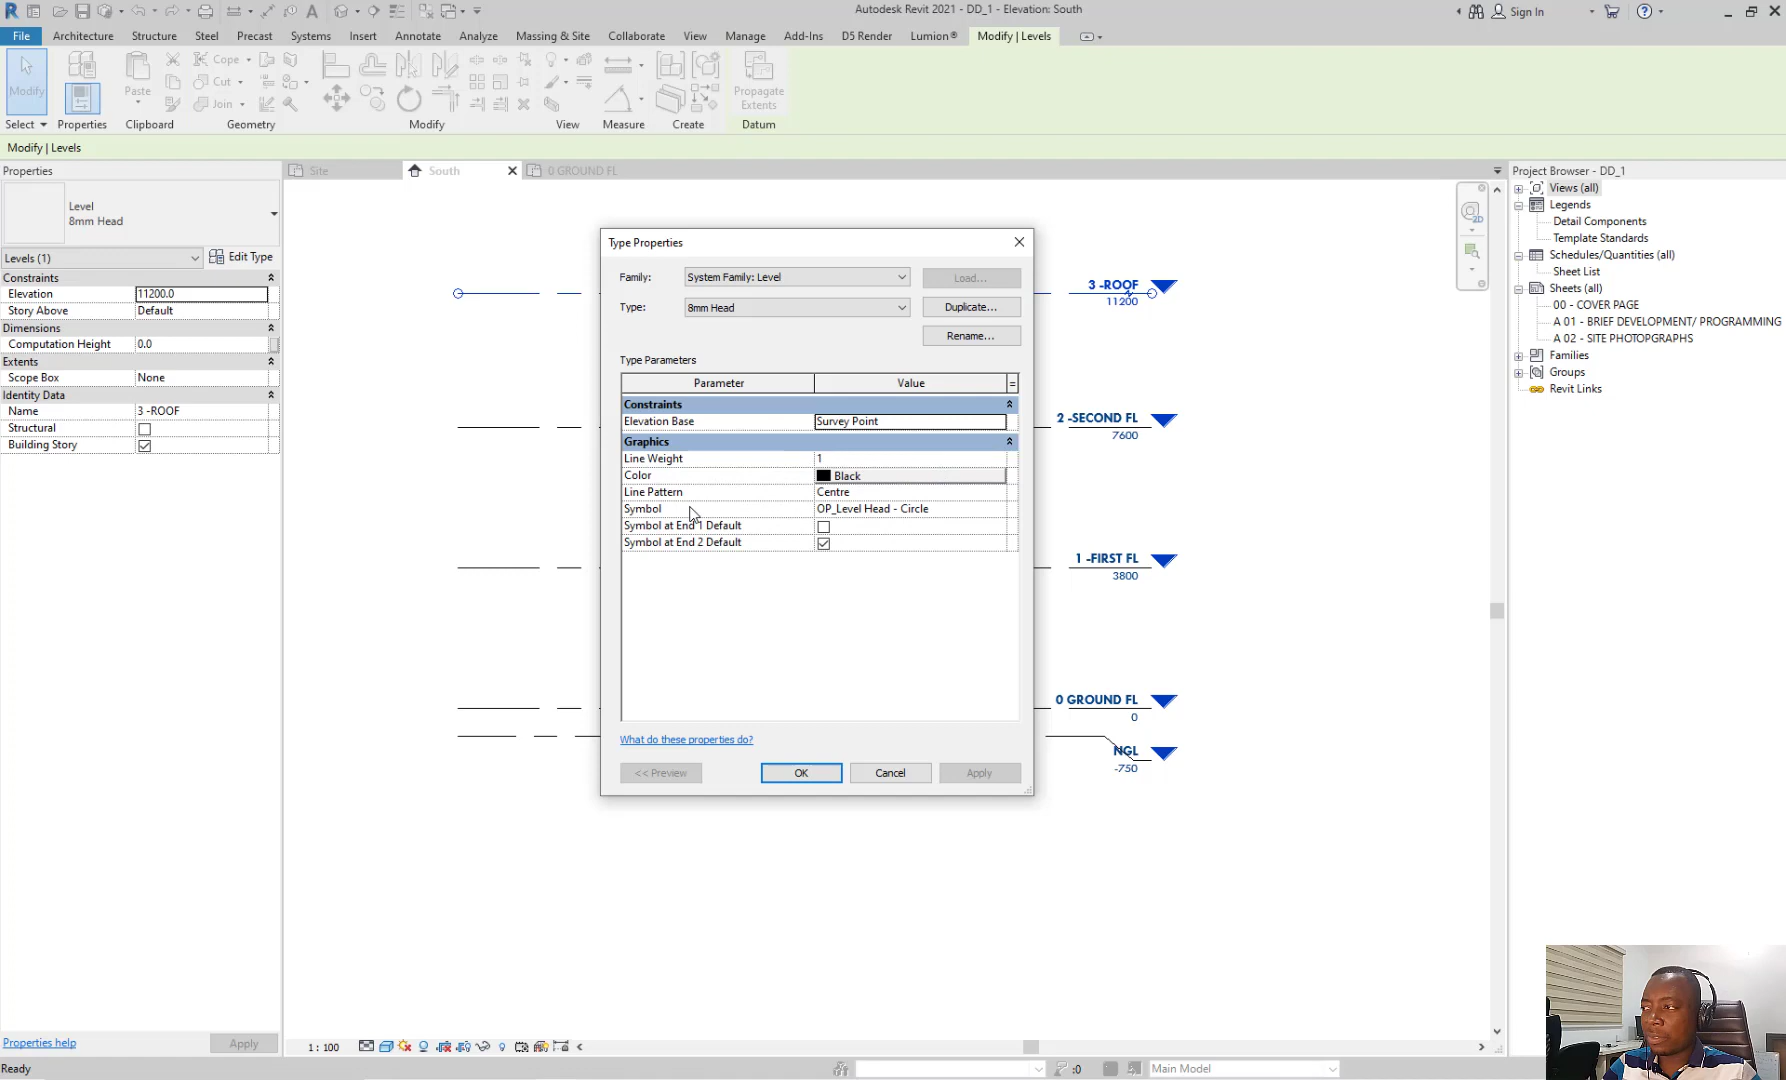 Autodesk Revit 2021 - DD_1 - Elevation: South
Sign In
File Architecture Structure Steel Precast Systems Insert Annotate Analyze Massing & Site Collaborate View Manage Add-Ins D5 Render Lumion® Modify | Levels
Modify
Paste
Cope
Cut
Join
Propagate
Extents
Select Properties Clipboard Geometry Modify View Measure Create Datum
Modify | Levels
Properties
Level
8mm Head
Levels (1)
Edit Type
Constraints
Elevation 11200.0
Story Above Default
Dimensions
Computation Height 0.0
Extents
Scope Box None
Identity Data
Name 3 -ROOF
Structural
Building Story
Properties help
Apply
Ready
Site
South
0 GROUND FL
Type Properties
Family: System Family: Level Load...
Type: 8mm Head Duplicate...
Rename...
Type Parameters
Parameter Value =
Constraints
Elevation Base Survey Point
Graphics
Line Weight 1
Color Black
Line Pattern Centre
Symbol OP_Level Head - Circle
Symbol at End 1 Default
Symbol at End 2 Default
What do these properties do?
<< Preview OK Cancel Apply
3 -ROOF
11200
2 -SECOND FL
7600
1 -FIRST FL
3800
0 GROUND FL
0
NGL
-750
2D
1 : 100
:0
Main Model
Project Browser - DD_1
Views (all)
Legends
Detail Components
Template Standards
Schedules/Quantities (all)
Sheet List
Sheets (all)
00 - COVER PAGE
A 01 - BRIEF DEVELOPMENT/ PROGRAMMING
A 02 - SITE PHOTOPGRAPHS
Families
Groups
Revit Links